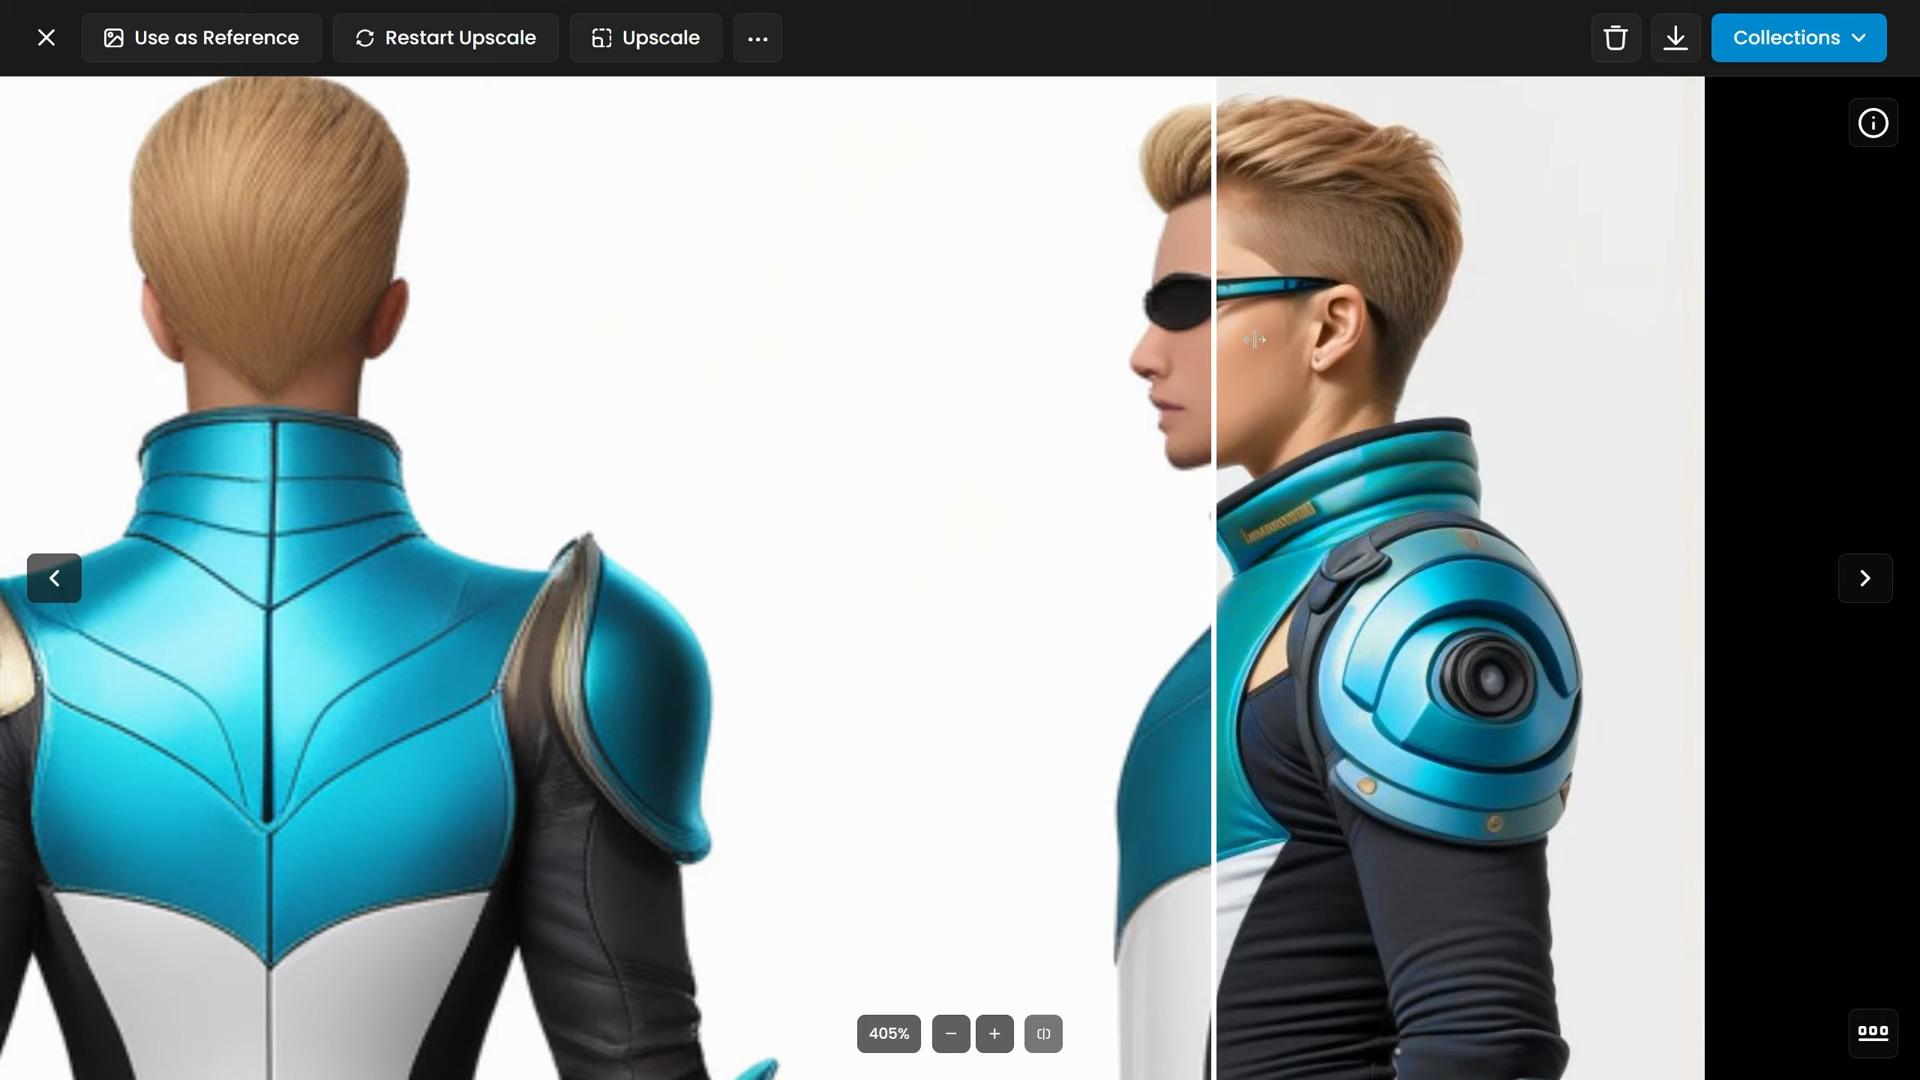 Use as Reference
Restart Upscale
Upscale
Collections
405%